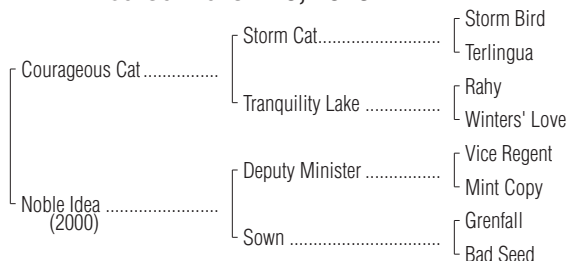 Storm Bird
Storm Cat..........................
Terlingua
Courageous Cat ................
Rahy
Tranquility Lake ................
Winters' Love
Vice Regent
Deputy Minister ................
Mint Copy
Noble Idea ........................
(2000)
Grenfall
Sown ................................
Bad Seed